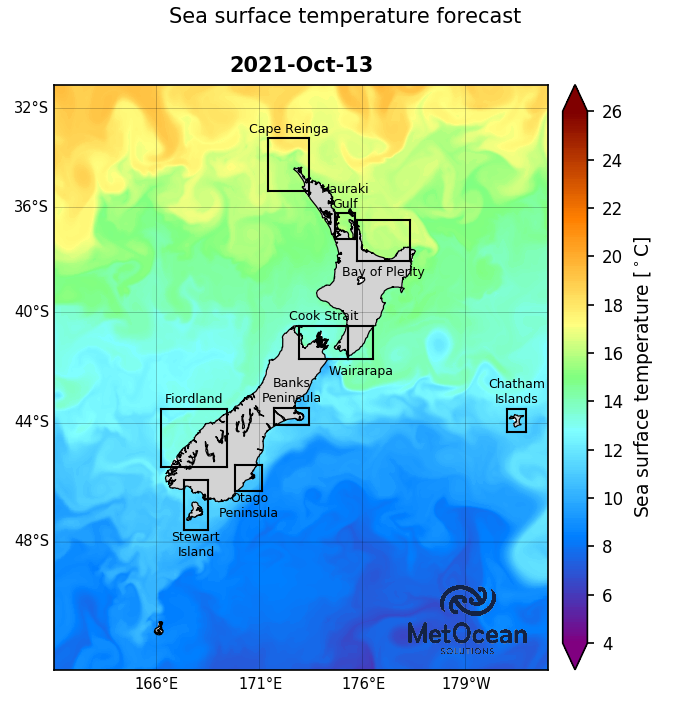 Sea surface temperature forecast
2021-Oct-13
32°S
36°S
40°S
44°S
48°S
166°E
171°E
176°E
179°W
Cape Reinga
Hauraki
Gulf
Bay of Plenty
Cook Strait
Wairarapa
Banks
Peninsula
Chatham
Islands
Fiordland
Otago
Peninsula
Stewart
Island
MetOcean
SOLUTIONS
26
24
22
20
18
16
14
12
10
8
6
4
Sea surface temperature [°C]